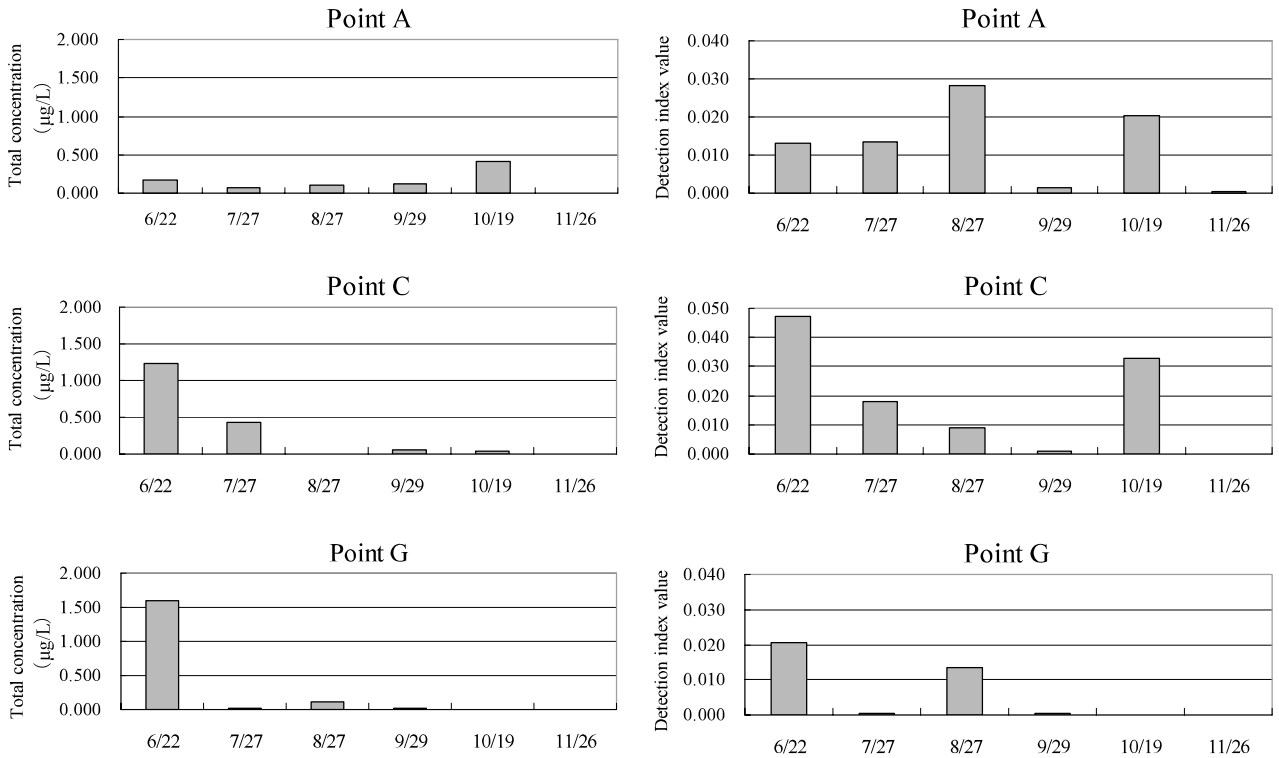 Point A
Total concentration
(μg/L)
2.000
1.500
1.000
0.500
0.000
6/22 7/27 8/27 9/29 10/19 11/26
Point A
Detection index value
0.040
0.030
0.020
0.010
0.000
6/22 7/27 8/27 9/29 10/19 11/26
Point C
Total concentration
(μg/L)
2.000
1.500
1.000
0.500
0.000
6/22 7/27 8/27 9/29 10/19 11/26
Point C
Detection index value
0.050
0.040
0.030
0.020
0.010
0.000
6/22 7/27 8/27 9/29 10/19 11/26
Point G
Total concentration
(μg/L)
2.000
1.500
1.000
0.500
0.000
6/22 7/27 8/27 9/29 10/19 11/26
Point G
Detection index value
0.040
0.030
0.020
0.010
0.000
6/22 7/27 8/27 9/29 10/19 11/26